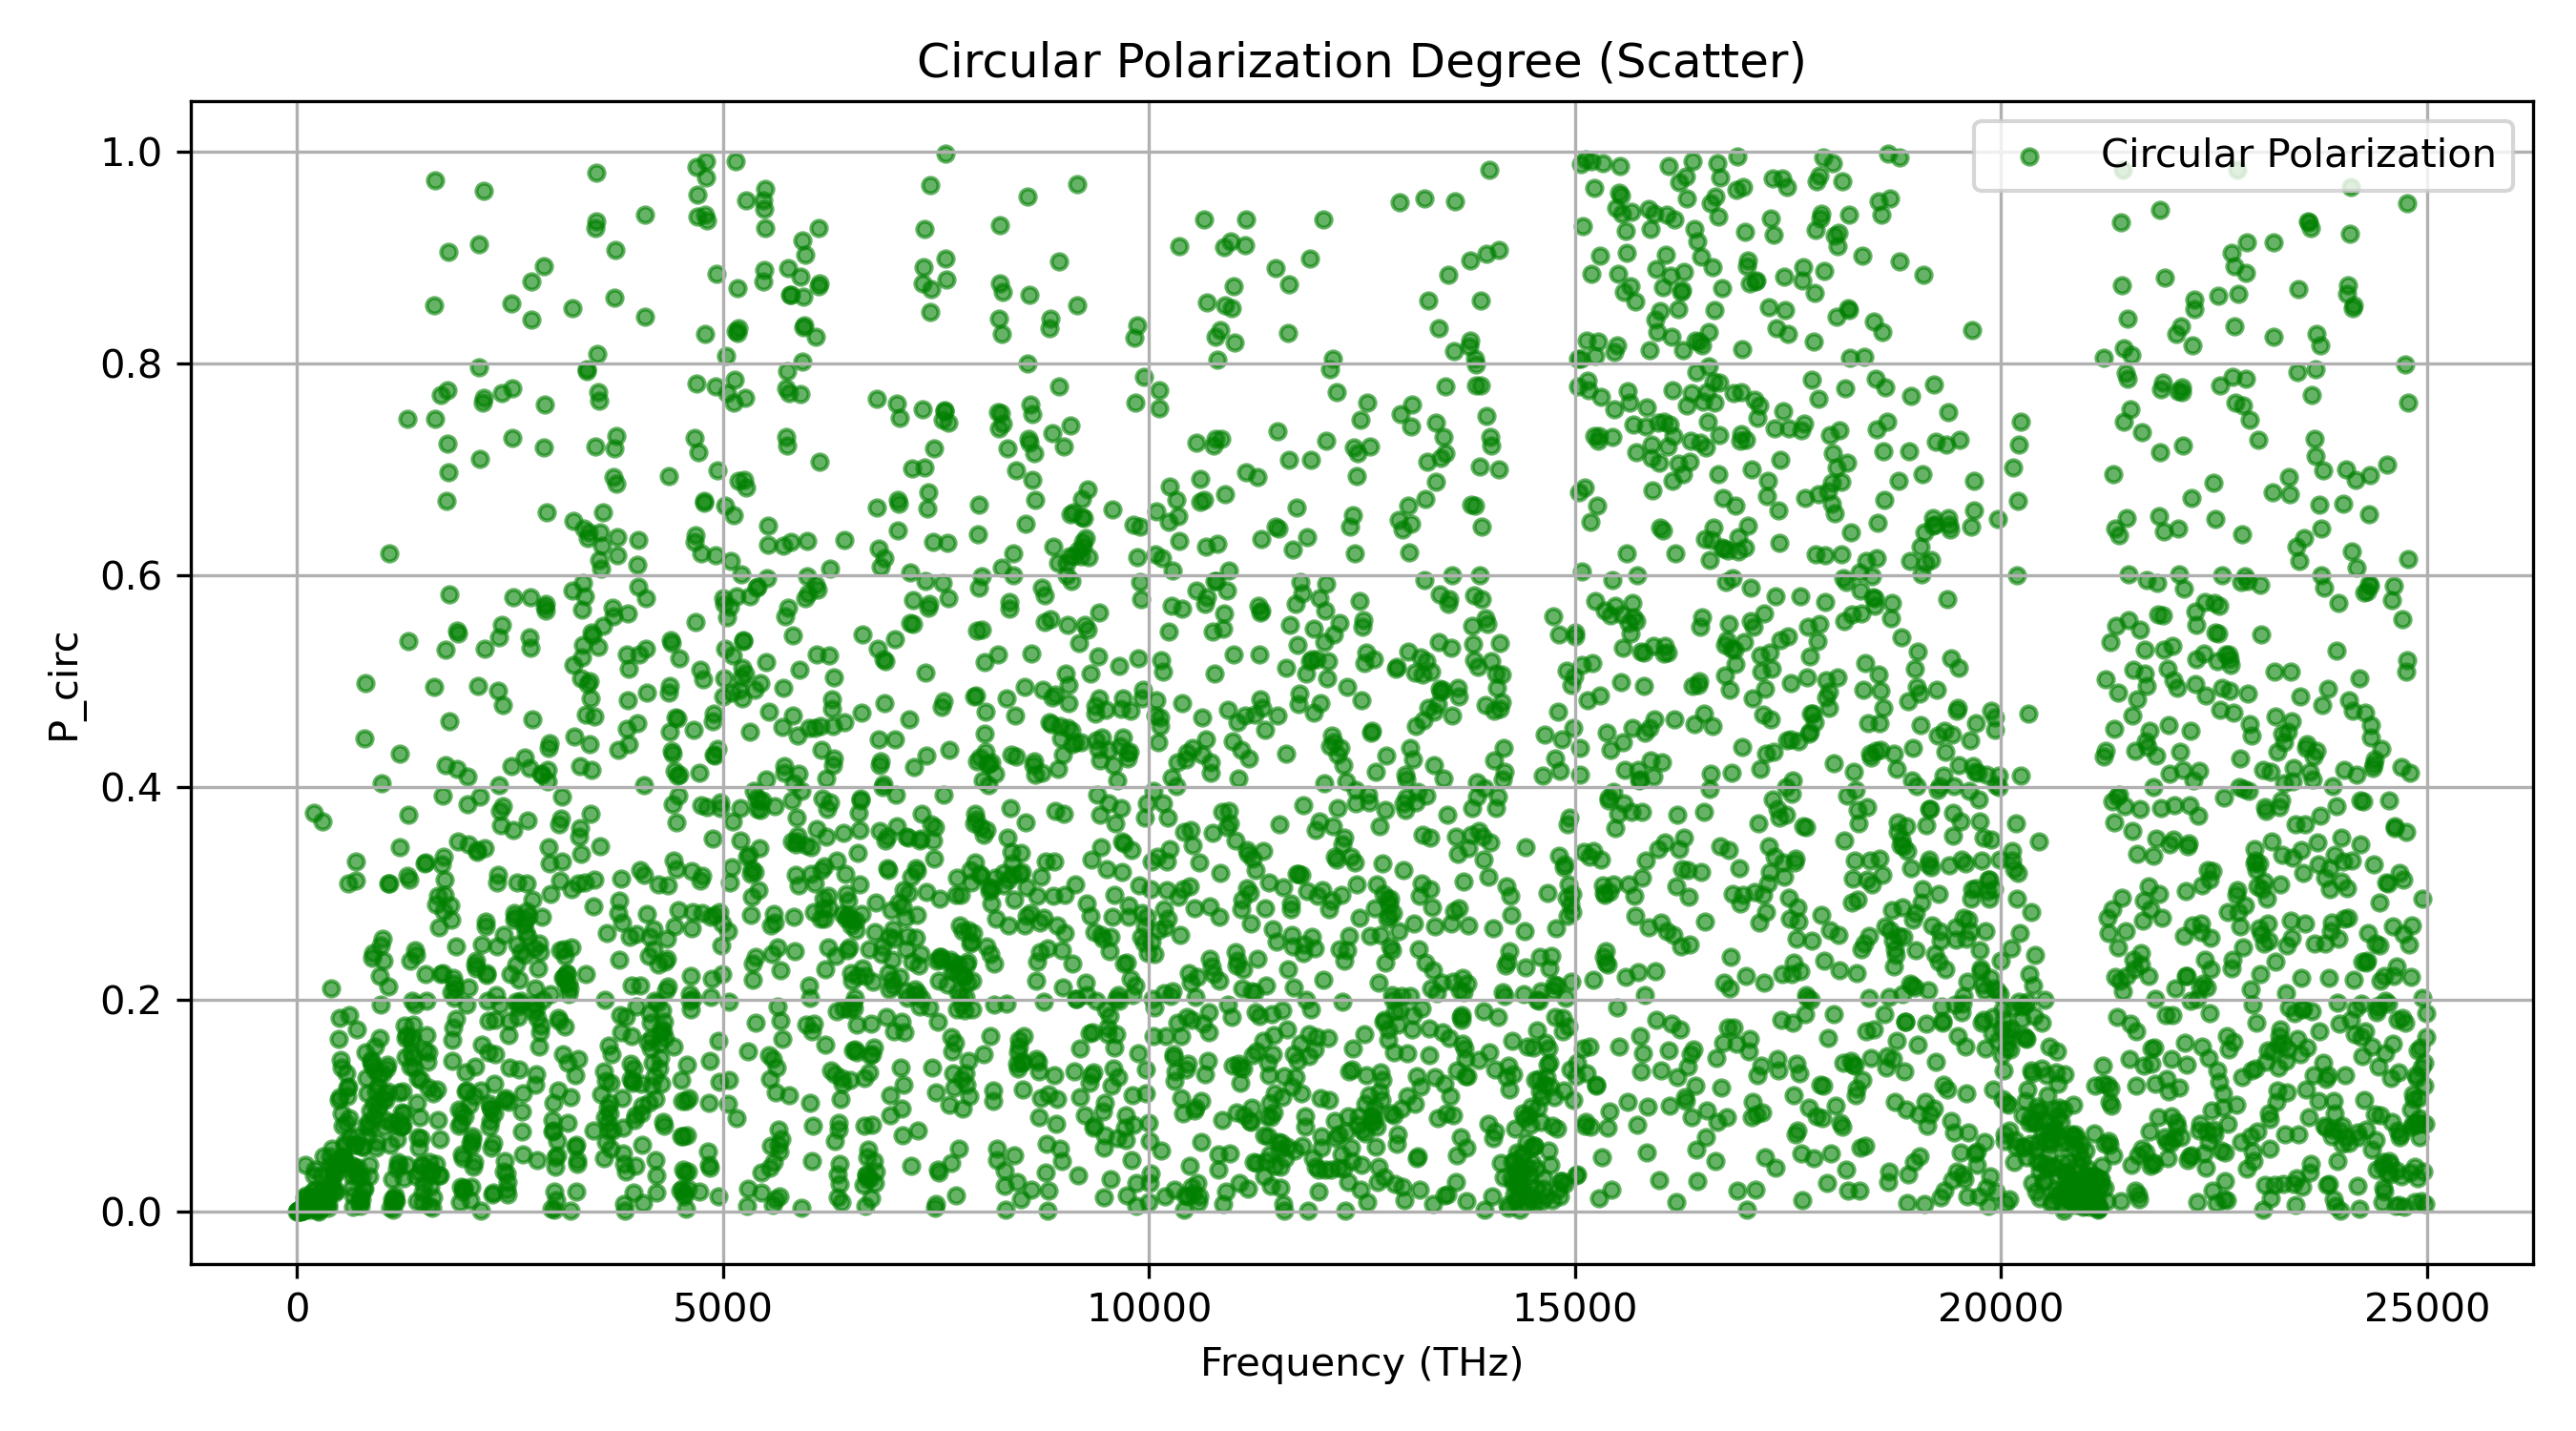 Circular Polarization Degree (Scatter)
Circular Polarization
P_circ
1.0
0.8
0.6
0.4
0.2
0.0
0 5000 10000 15000 20000 25000
Frequency (THz)